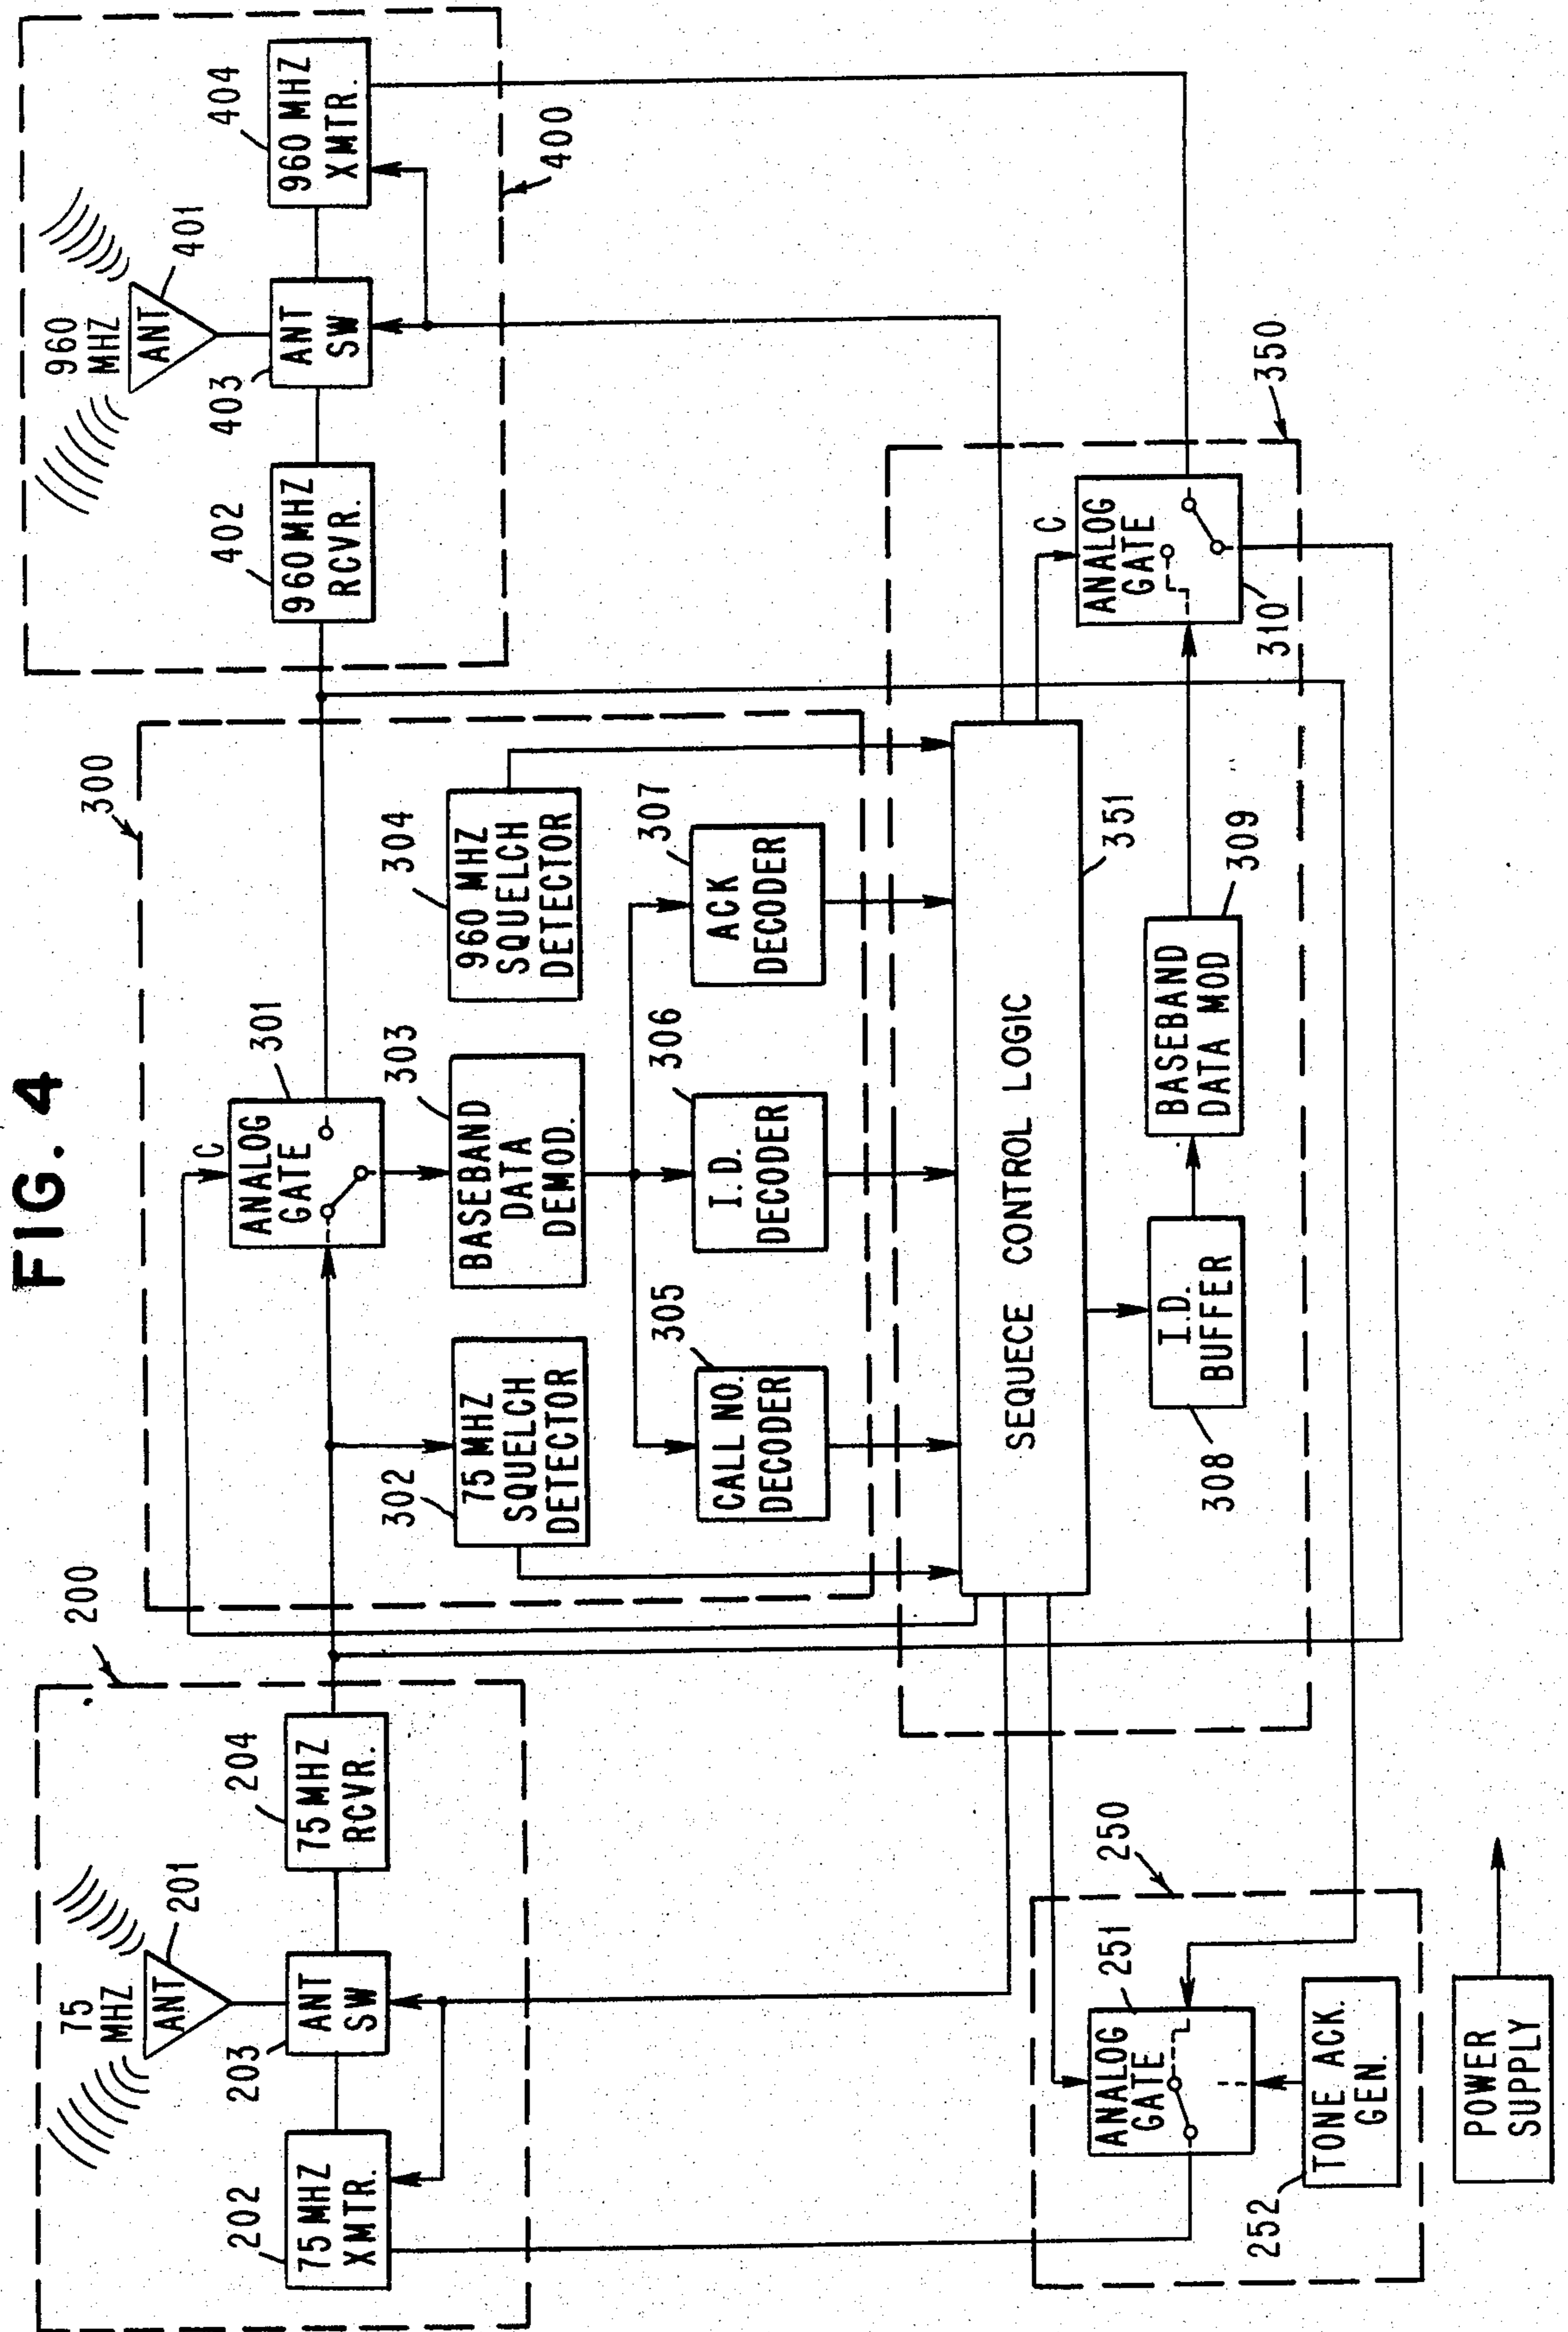 FIG. 4
200
75
MHZ
ANT
201
202
75 MHZ
XMTR.
203
ANT
SW
204
75 MHZ
RCVR.
300
C
ANALOG
GATE
301
302
75 MHZ
SQUELCH
DETECTOR
303
BASEBAND
DATA
DEMOD.
304
960 MHZ
SQUELCH
DETECTOR
305
CALL NO.
DECODER
306
I.D.
DECODER
307
ACK
DECODER
960
MHZ
ANT
401
402
960 MHZ
RCVR.
403
ANT
SW
404
960 MHZ
XMTR.
400
SEQUECE CONTROL LOGIC
351
308
I.D.
BUFFER
BASEBAND
DATA MOD
309
C
ANALOG
GATE
310
350
250
ANALOG
GATE
251
252
TONE ACK.
GEN.
POWER
SUPPLY